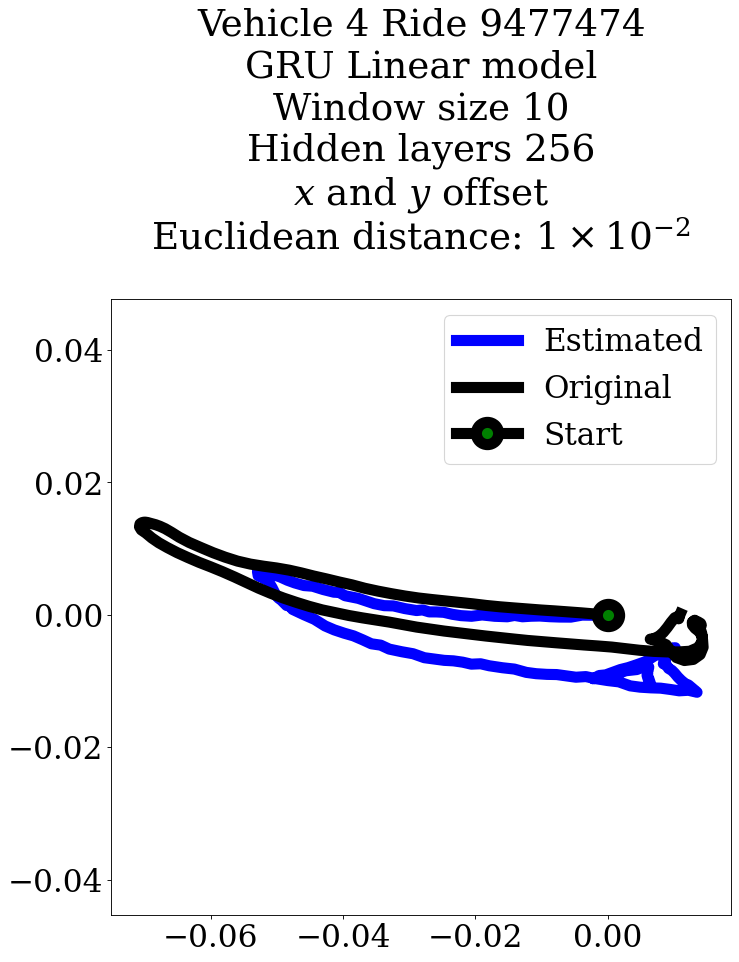 Vehicle 4 Ride 9477474
GRU Linear model
Window size 10
Hidden layers 256
x and y offset
Euclidean distance: 1 × 10⁻²
Estimated
Original
Start
0.04
0.02
0.00
−0.02
−0.04
−0.06 −0.04 −0.02 0.00